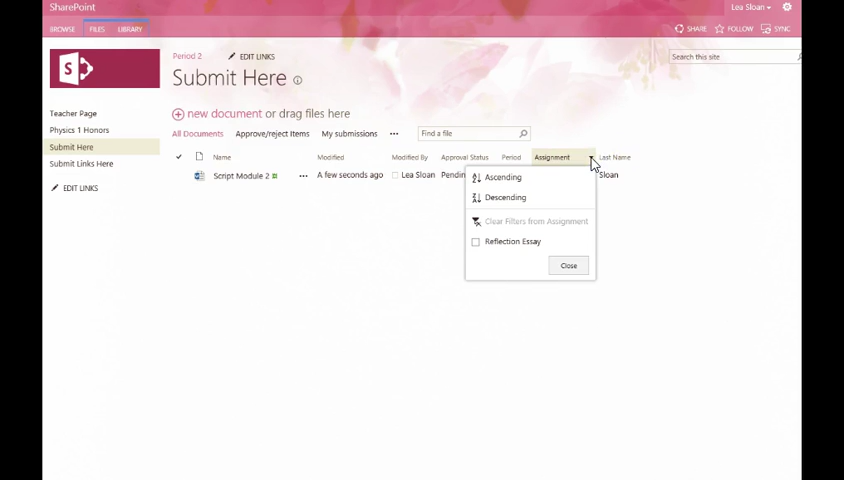 SharePoint Lea Sloan
BROWSE FILES LIBRARY SHARE FOLLOW SYNC
Period 2 EDIT LINKS Search this site
Submit Here
S
Teacher Page
Physics 1 Honors
Submit Here
Submit Links Here
EDIT LINKS
+ new document or drag files here
All Documents Approve/reject Items My submissions ... Find a file
Name Modified Modified By Approval Status Period Assignment Last Name
Script Module 2 ... A few seconds ago Lea Sloan Pendin Sloan
Ascending
Descending
Clear Filters from Assignment
Reflection Essay
Close